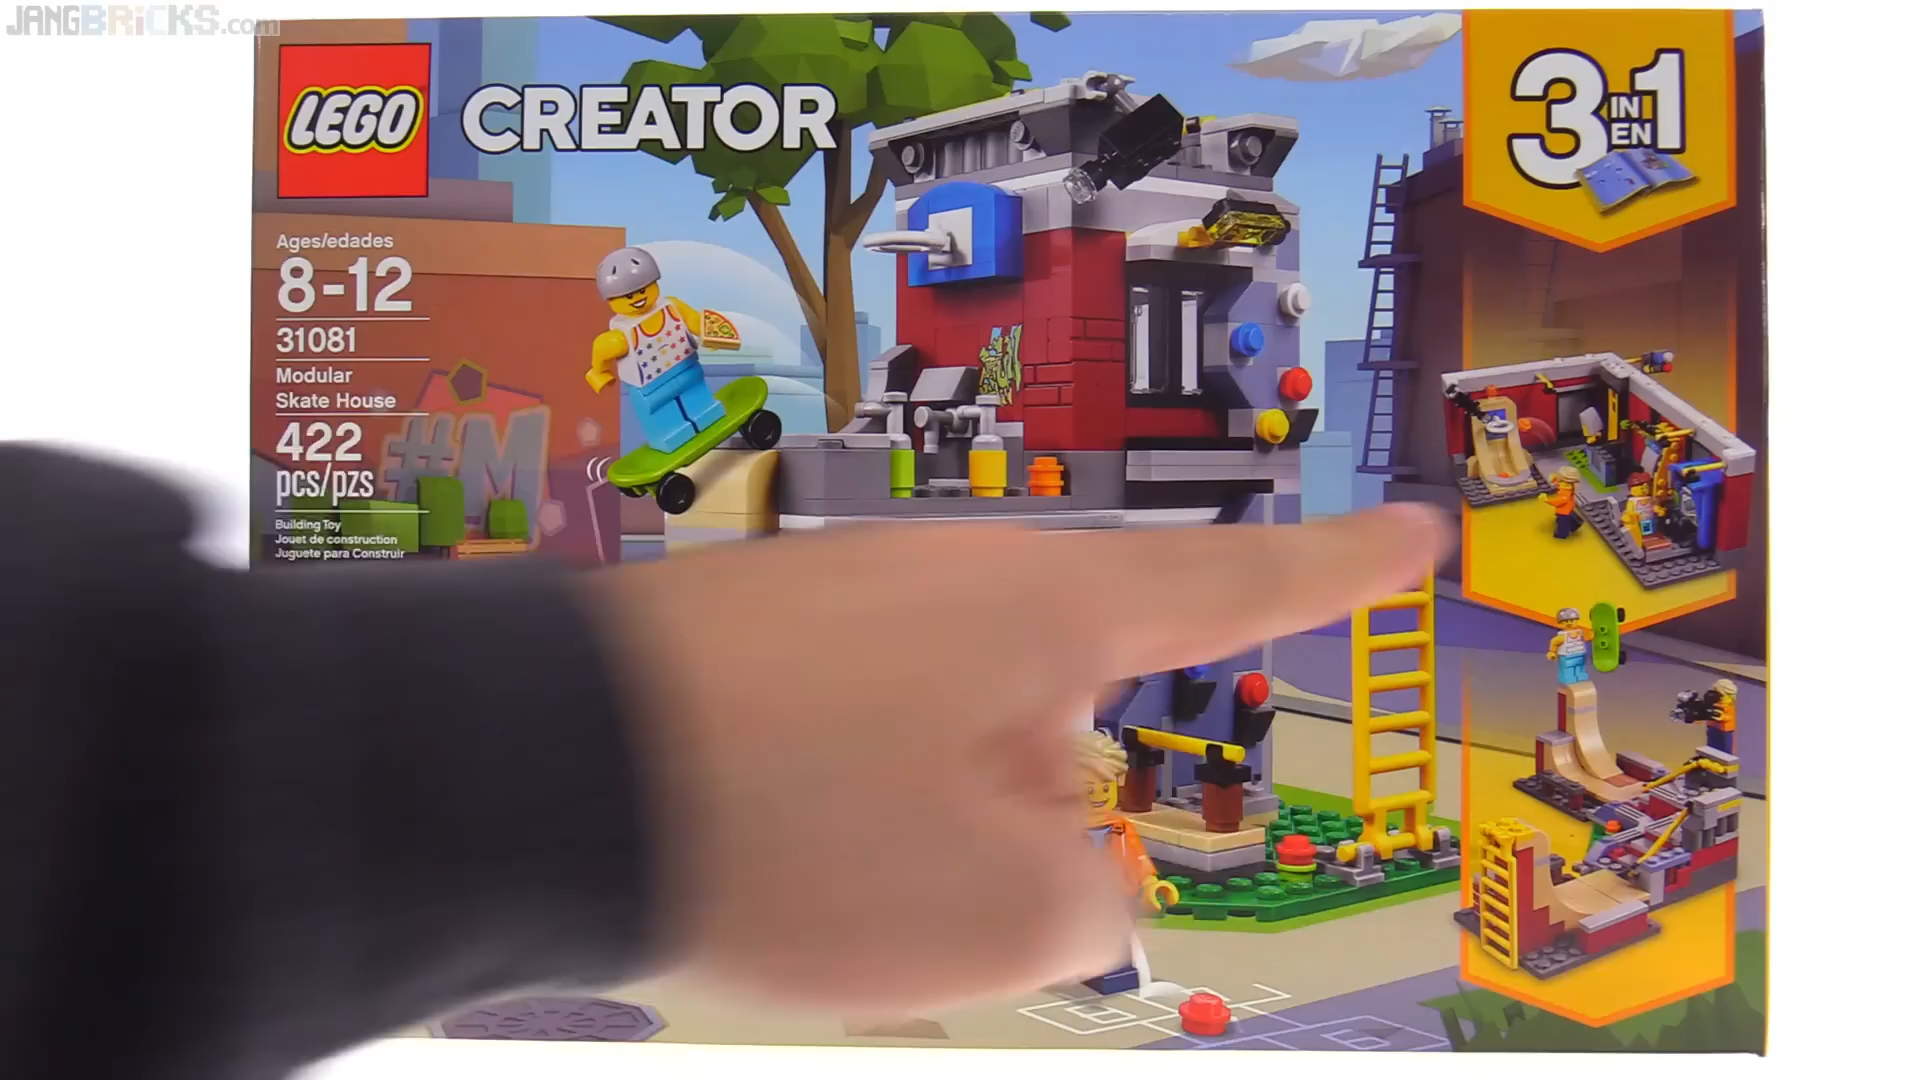 JANGBRiCKS.com
LEGO
CREATOR
3 IN EN 1
Ages/edades
8-12
31081
Modular
Skate House
422
pcs/pzs
Building Toy
Jouet de construction
Juguete para Construir
#M